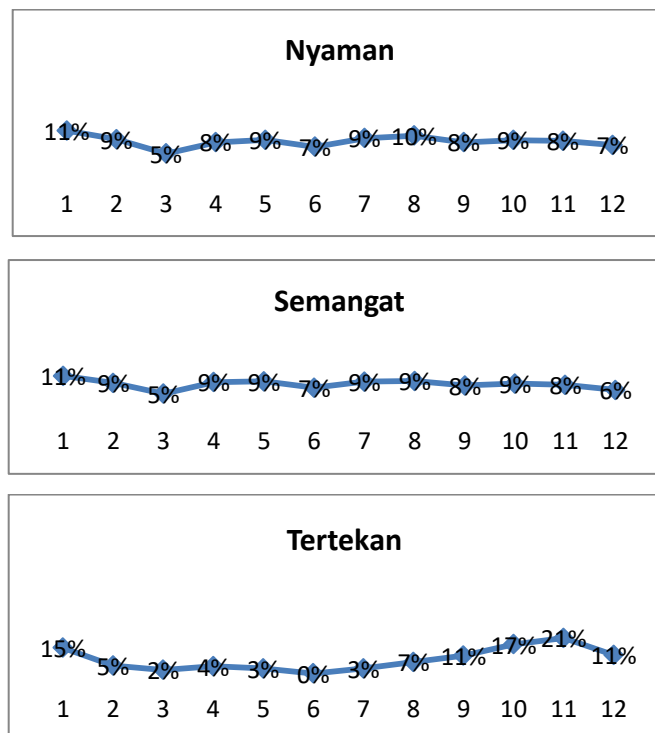 Nyaman
11% 9% 5% 8% 9% 7% 9% 10% 8% 9% 8% 7%
1 2 3 4 5 6 7 8 9 10 11 12
Semangat
11% 9% 5% 9% 9% 7% 9% 9% 8% 9% 8% 6%
1 2 3 4 5 6 7 8 9 10 11 12
Tertekan
15% 5% 2% 4% 3% 0% 3% 7% 11% 17% 21% 11%
1 2 3 4 5 6 7 8 9 10 11 12